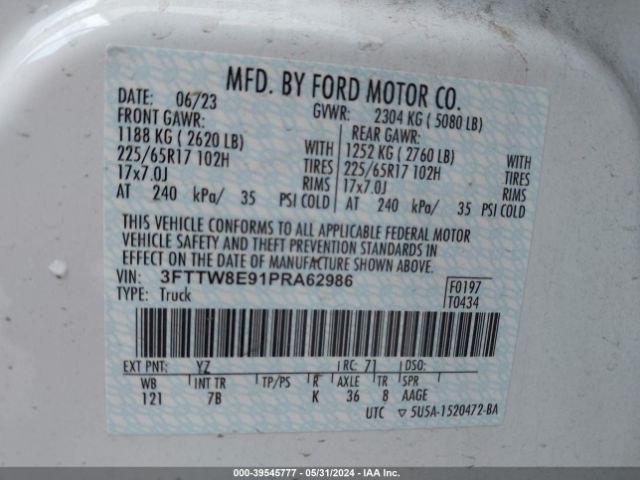 MFD. BY FORD MOTOR CO.
DATE: 06/23 GVWR: 2304 KG ( 5080 LB)
FRONT GAWR: REAR GAWR:
1188 KG ( 2620 LB) WITH 1252 KG ( 2760 LB) WITH
225/65R17 102H TIRES 225/65R17 102H TIRES
17x7.0J RIMS 17x7.0J RIMS
AT 240 kPa/ 35 PSI COLD AT 240 kPa/ 35 PSI COLD
THIS VEHICLE CONFORMS TO ALL APPLICABLE FEDERAL MOTOR
VEHICLE SAFETY AND THEFT PREVENTION STANDARDS IN
EFFECT ON THE DATE OF MANUFACTURE SHOWN ABOVE.
VIN: 3FTTW8E91PRA62986 F0197
TYPE: Truck T0434
EXT PNT: YZ RC: 71 DSO:
WB INT TR TP/PS R AXLE TR SPR
121 7B K 36 8 AAGE
UTC ▽ 5U5A-1520472-BA
000-39545777 - 05/31/2024 - IAA Inc.